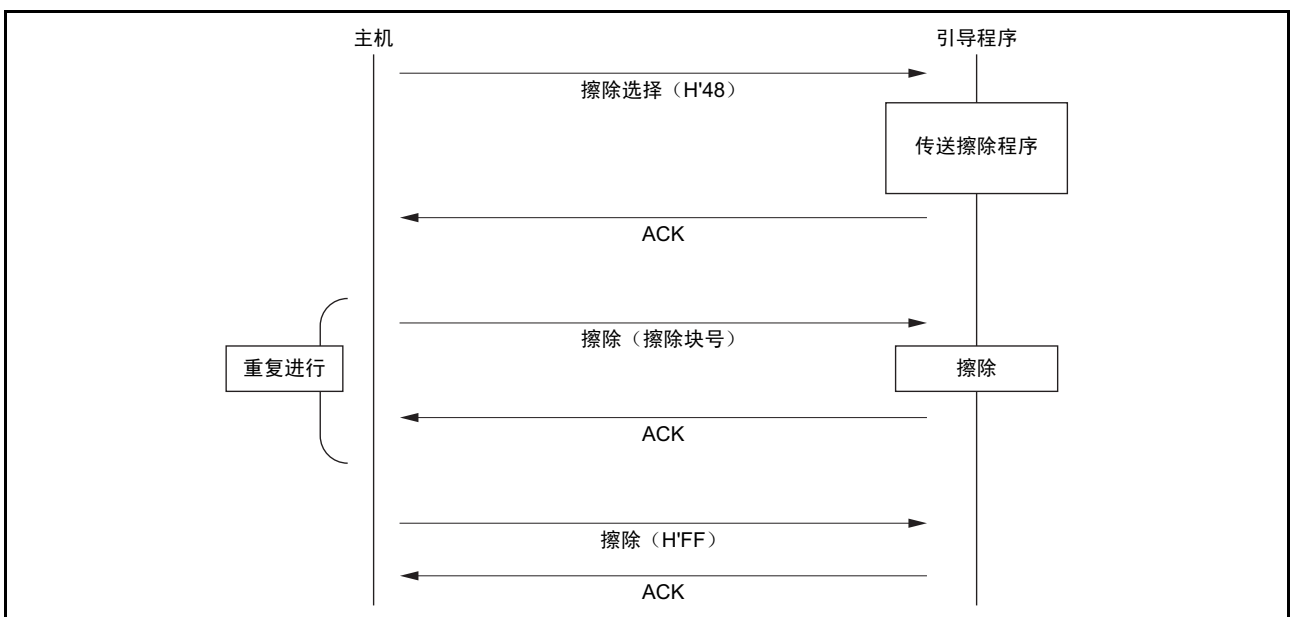 主机
引导程序
擦除选择（H'48）
传送擦除程序
ACK
擦除（擦除块号）
重复进行
擦除
ACK
擦除（H'FF）
ACK